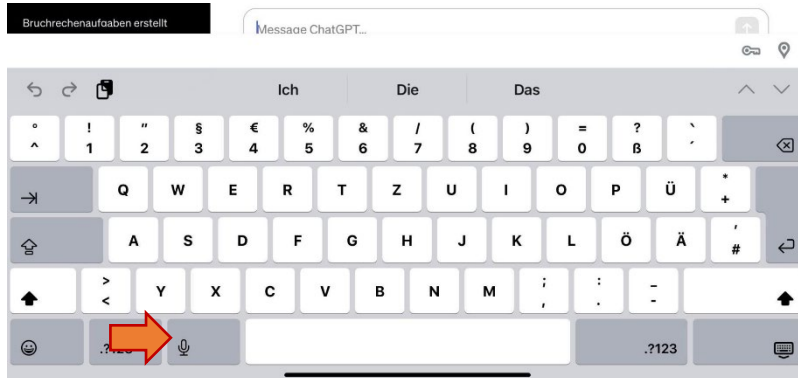 Bruchrechenaufgaben erstellt
Message ChatGPT...
Ich Die Das
° ! " § € % & / ( ) = ? `
^ 1 2 3 4 5 6 7 8 9 0 ß ´
Q W E R T Z U I O P Ü * +
A S D F G H J K L Ö Ä ' #
> < Y X C V B N M ; , : . _ -
.?123 .?123